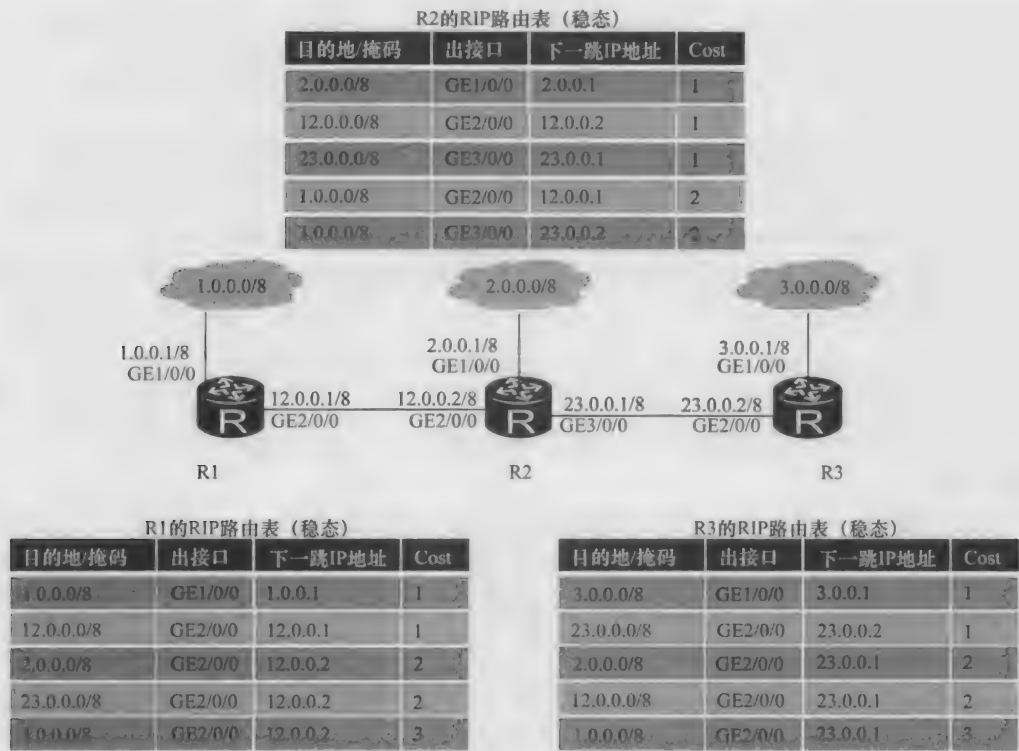 R2的RIP路由表（稳态）
目的地/掩码 出接口 下一跳IP地址 Cost
2.0.0.0/8 GE1/0/0 2.0.0.1 1
12.0.0.0/8 GE2/0/0 12.0.0.2 1
23.0.0.0/8 GE3/0/0 23.0.0.1 1
1.0.0.0/8 GE2/0/0 12.0.0.1 2
GE3/0/0 23.0.0.2
1.0.0.0/8
2.0.0.0/8
3.0.0.0/8
1.0.0.1/8
GE1/0/0
2.0.0.1/8
GE1/0/0
3.0.0.1/8
GE1/0/0
12.0.0.1/8
GE2/0/0
12.0.0.2/8
GE2/0/0
23.0.0.1/8
GE3/0/0
23.0.0.2/8
GE2/0/0
R
R
R
R1
R2
R3
R1的RIP路由表（稳态）
目的地/掩码 出接口 下一跳IP地址 Cost
1.0.0.0/8 GE1/0/0 1.0.0.1 1
12.0.0.0/8 GE2/0/0 12.0.0.1 1
2.0.0.0/8 GE2/0/0 12.0.0.2 2
23.0.0.0/8 GE2/0/0 12.0.0.2 2
GE2/0/0 12.0.0.2 3
R3的RIP路由表（稳态）
目的地/掩码 出接口 下一跳IP地址 Cost
3.0.0.0/8 GE1/0/0 3.0.0.1 1
23.0.0.0/8 GE2/0/0 23.0.0.2 1
2.0.0.0/8 GE2/0/0 23.0.0.1 2
12.0.0.0/8 GE2/0/0 23.0.0.1 2
1.0.0.0/8 GE2/0/0 23.0.0.1 3